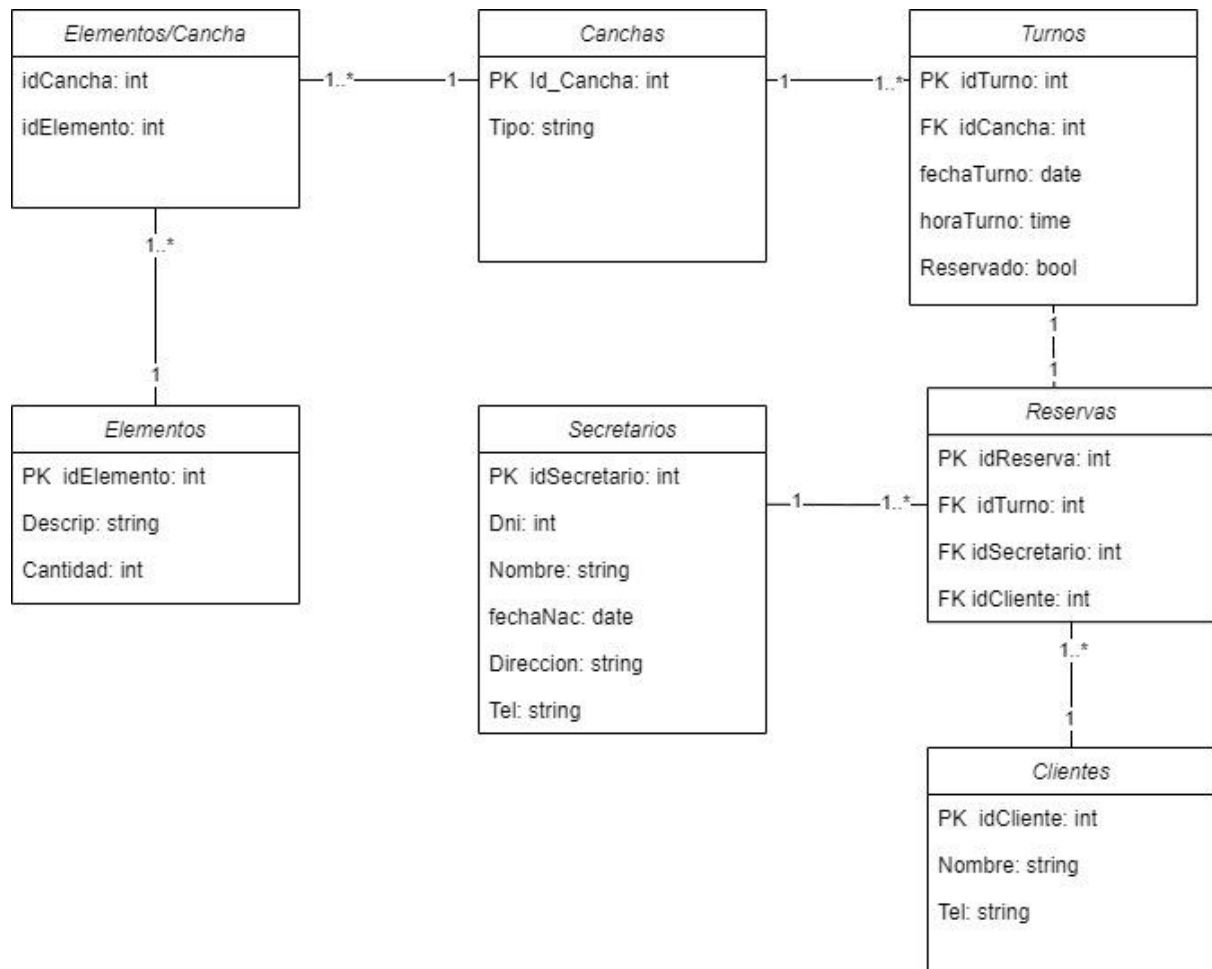 Elementos/Cancha
idCancha: int
idElemento: int
1..*
1
Canchas
PK Id_Cancha: int
Tipo: string
1
1..*
Turnos
PK idTurno: int
FK idCancha: int
fechaTurno: date
horaTurno: time
Reservado: bool
1..*
1
1
1
Elementos
PK idElemento: int
Descrip: string
Cantidad: int
Secretarios
PK idSecretario: int
Dni: int
Nombre: string
fechaNac: date
Direccion: string
Tel: string
1
1..*
Reservas
PK idReserva: int
FK idTurno: int
FK idSecretario: int
FK idCliente: int
1..*
1
Clientes
PK idCliente: int
Nombre: string
Tel: string